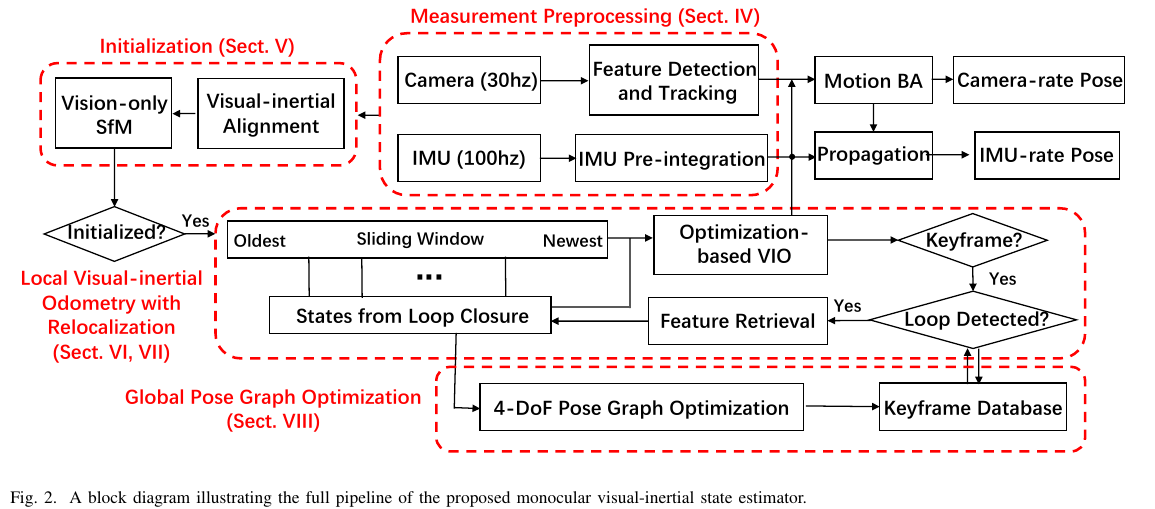 Measurement Preprocessing (Sect. IV)
Initialization (Sect. V)
Camera (30hz)
Feature Detection
and Tracking
Motion BA
Camera-rate Pose
Vision-only
SfM
Visual-inertial
Alignment
IMU (100hz)
IMU Pre-integration
Propagation
IMU-rate Pose
Initialized?
Yes
Oldest
Sliding Window
Newest
Optimization-
based VIO
Keyframe?
Yes
Local Visual-inertial
Odometry with
Relocalization
(Sect. VI, VII)
...
States from Loop Closure
Feature Retrieval
Yes
Loop Detected?
Global Pose Graph Optimization
(Sect. VIII)
4-DoF Pose Graph Optimization
Keyframe Database
Fig. 2. A block diagram illustrating the full pipeline of the proposed monocular visual-inertial state estimator.